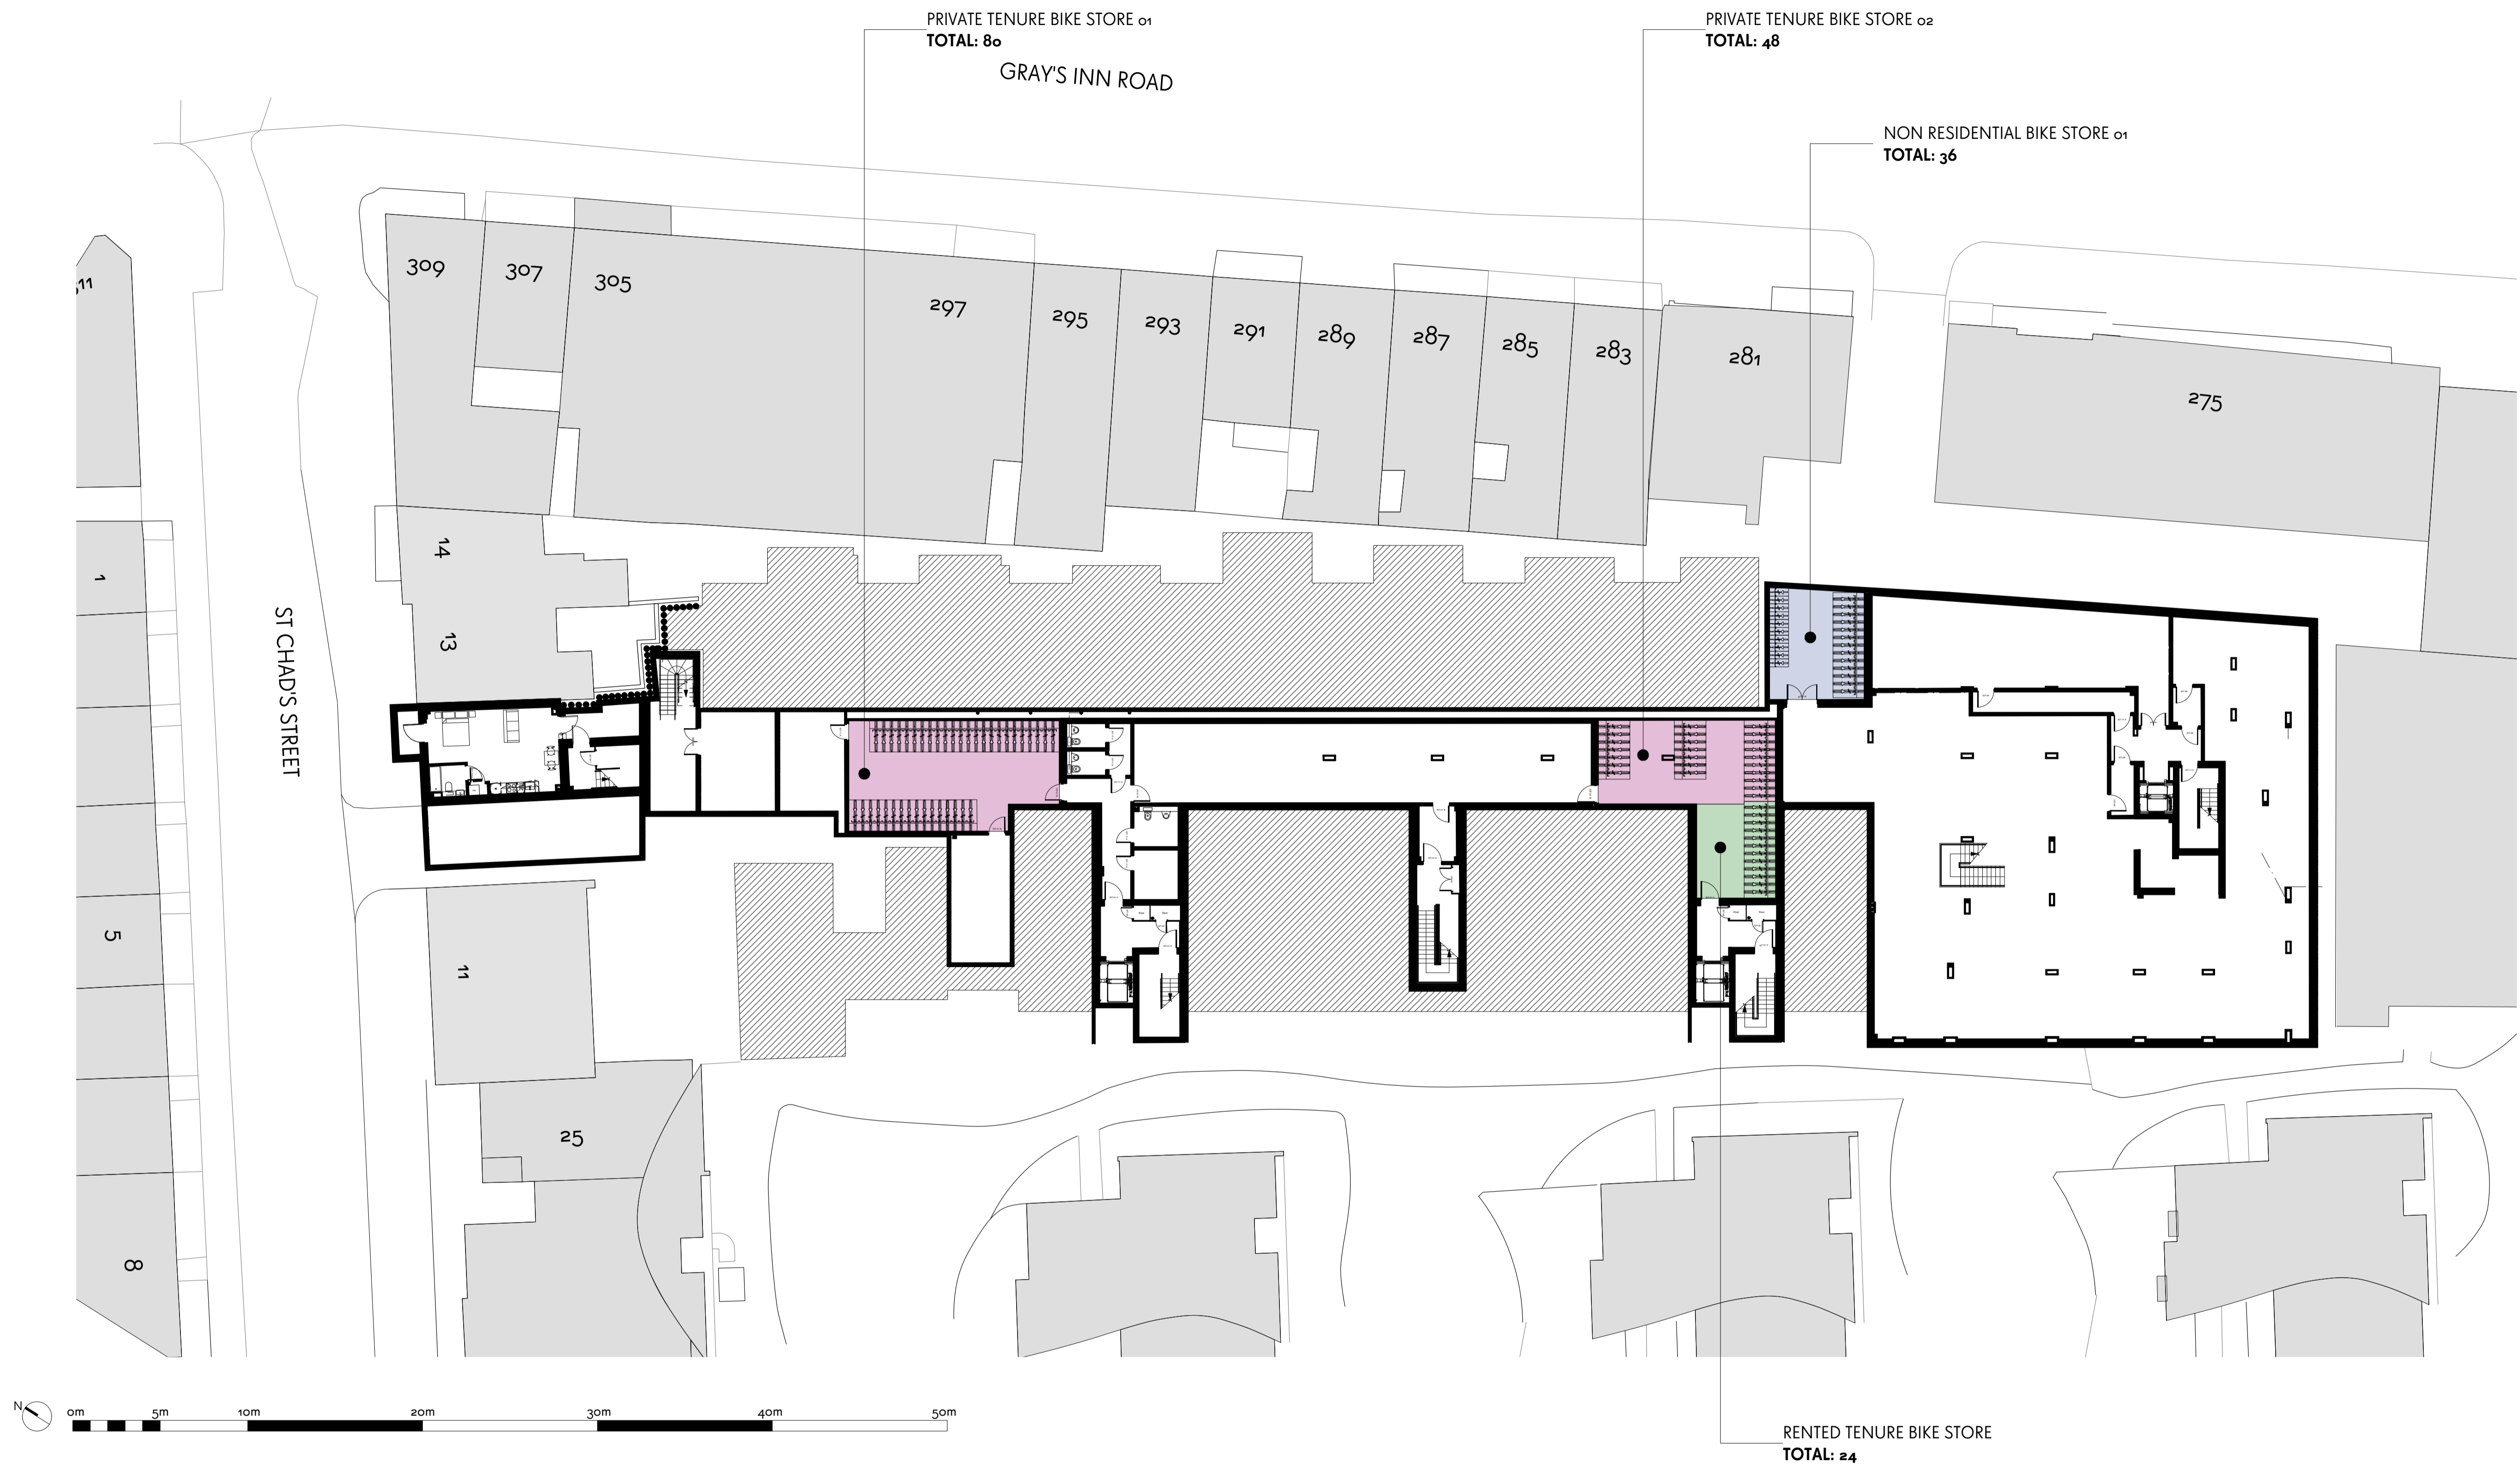 PRIVATE TENURE BIKE STORE 01
TOTAL: 80
PRIVATE TENURE BIKE STORE 02
TOTAL: 48
GRAY'S INN ROAD
NON RESIDENTIAL BIKE STORE 01
TOTAL: 36
309
307
305
297
295
293
291
289
287
285
283
281
275
11
14
13
1
ST CHAD'S STREET
5
11
25
8
N
0m
5m
10m
20m
30m
40m
50m
RENTED TENURE BIKE STORE
TOTAL: 24